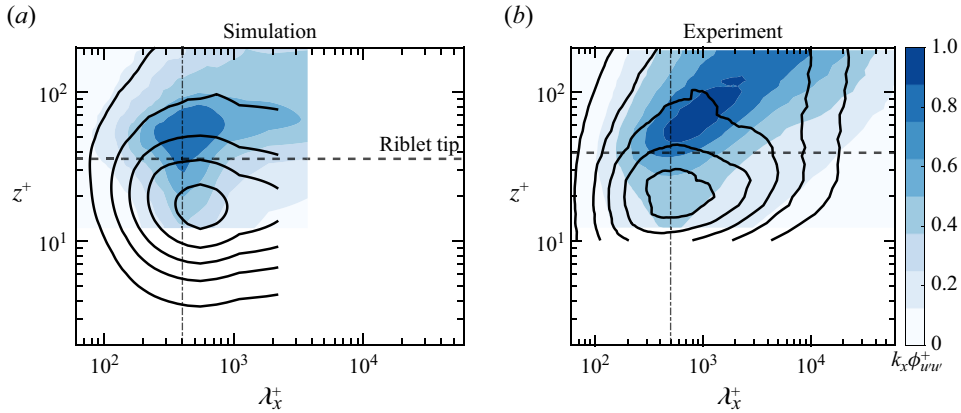 (a) Simulation
(b) Experiment
10²
10¹
z⁺
Riblet tip
10² 10³ 10⁴
λₓ⁺
10²
10¹
z⁺
10² 10³ 10⁴
λₓ⁺
1.0
0.8
0.6
0.4
0.2
0
kₓϕ⁺ww